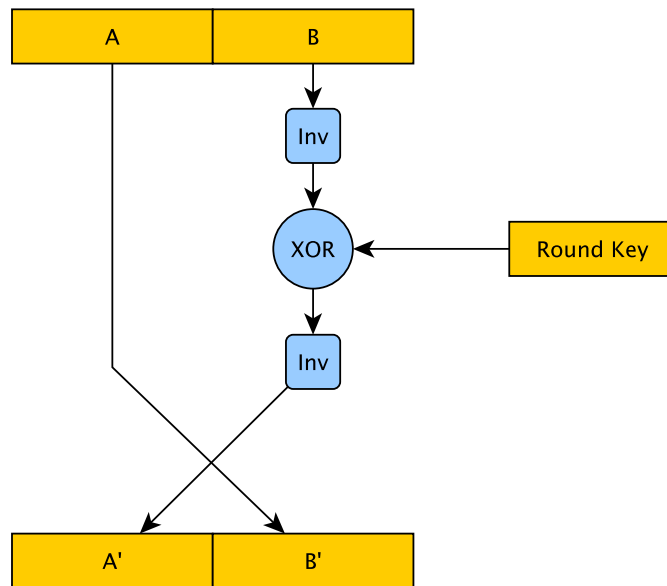 A B
Inv
XOR
Round Key
Inv
A' B'